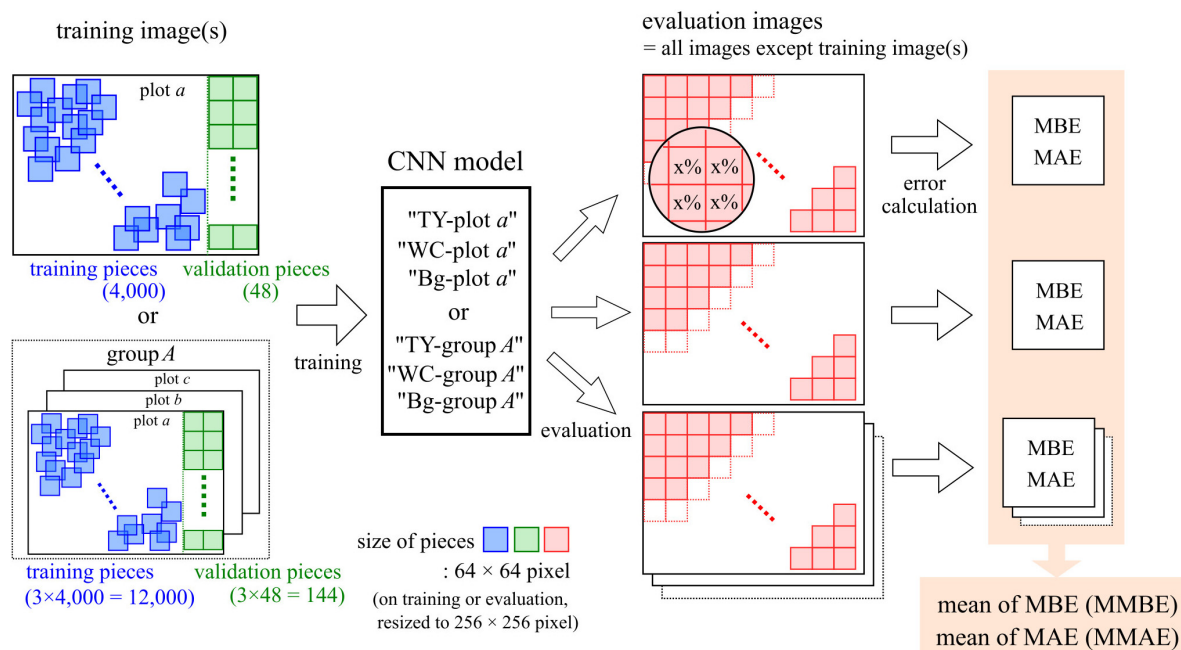 training image(s)
plot a
training pieces
(4,000)
validation pieces
(48)
or
group A
plot c
plot b
plot a
training pieces
(3×4,000 = 12,000)
validation pieces
(3×48 = 144)
training
CNN model
"TY-plot a"
"WC-plot a"
"Bg-plot a"
or
"TY-group A"
"WC-group A"
"Bg-group A"
evaluation
size of pieces
: 64 × 64 pixel
(on training or evaluation,
resized to 256 × 256 pixel)
evaluation images
= all images except training image(s)
x% x%
x% x%
error
calculation
MBE
MAE
MBE
MAE
MBE
MAE
mean of MBE (MMBE)
mean of MAE (MMAE)